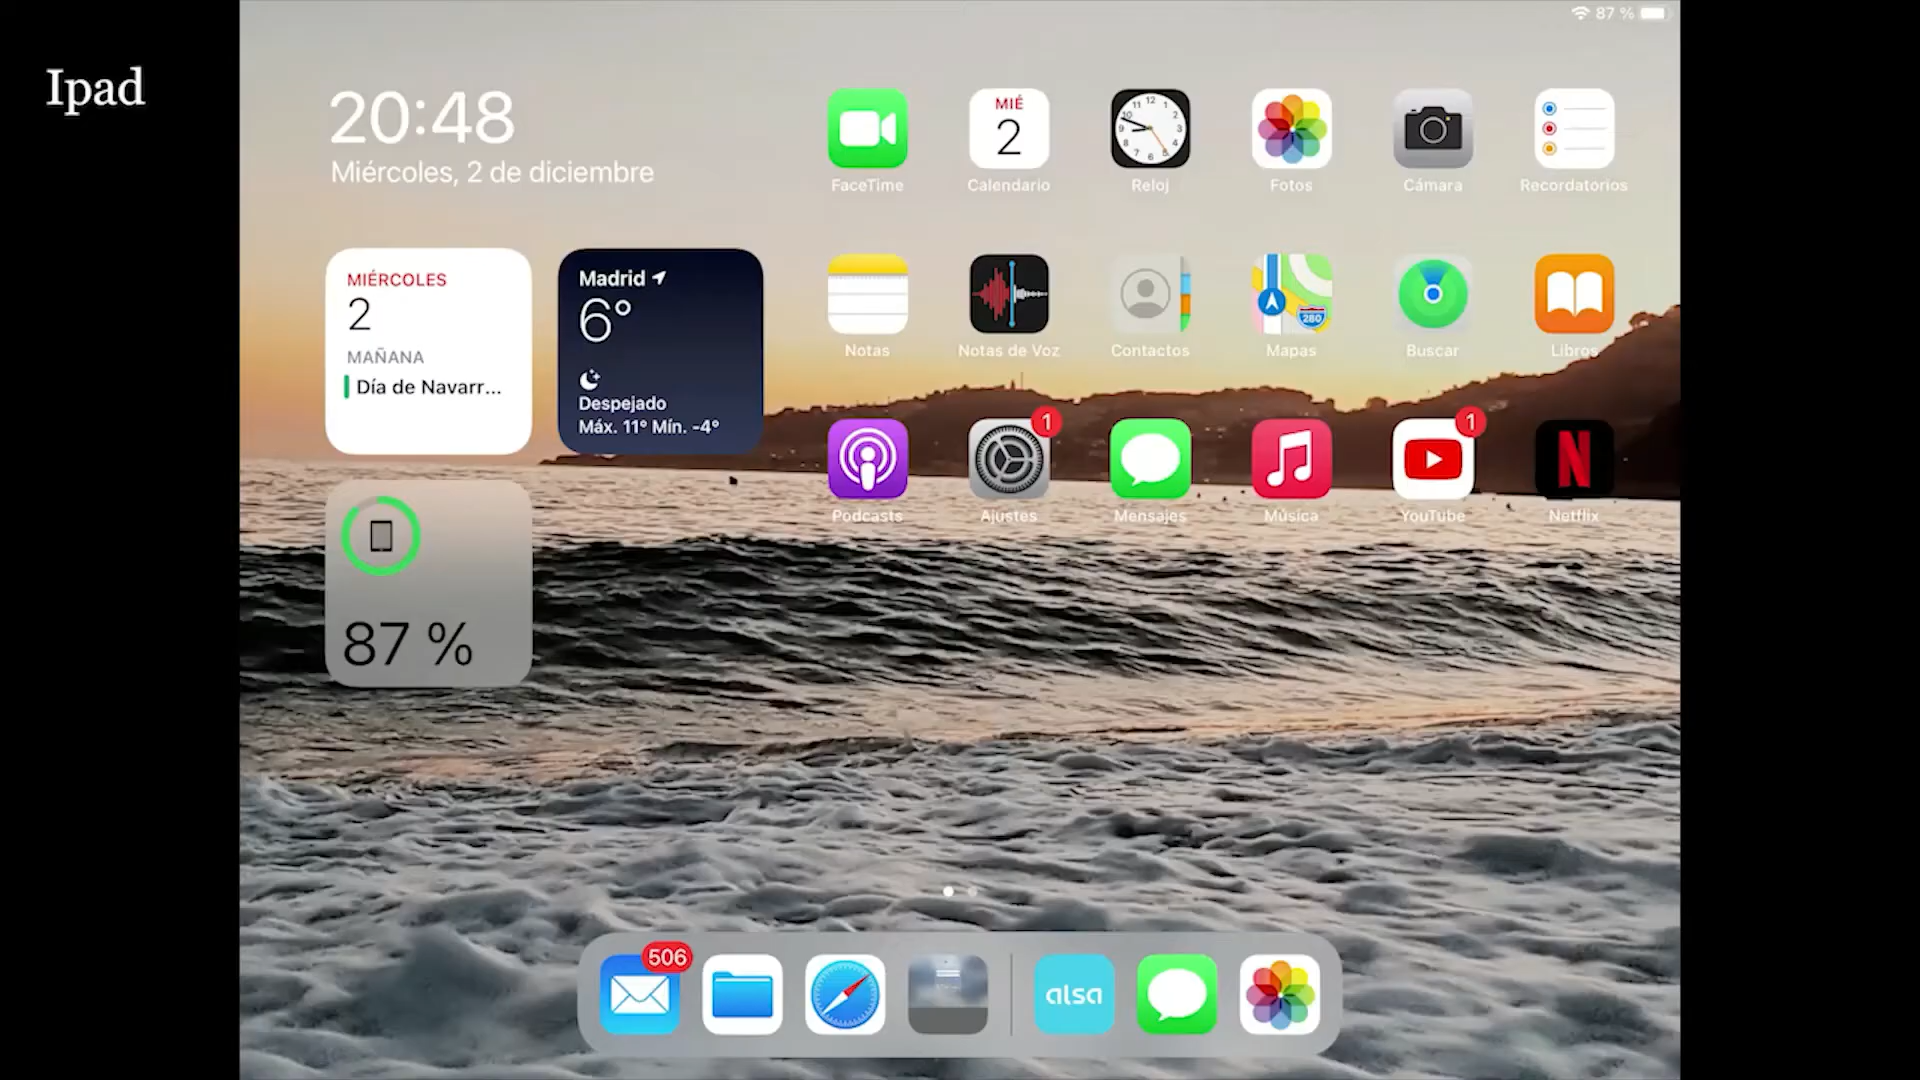 Ipad
87 %
20:48
Miércoles, 2 de diciembre
MIÉRCOLES
2
MAÑANA
Día de Navarr...
Madrid
6°
Despejado
Máx. 11° Mín. -4°
87 %
MIÉ
2
FaceTime
Calendario
Reloj
Fotos
Cámara
Recordatorios
280
Notas
Notas de Voz
Contactos
Mapas
Buscar
Libros
1
1
N
Podcasts
Ajustes
Mensajes
Música
YouTube
Netflix
506
alsa